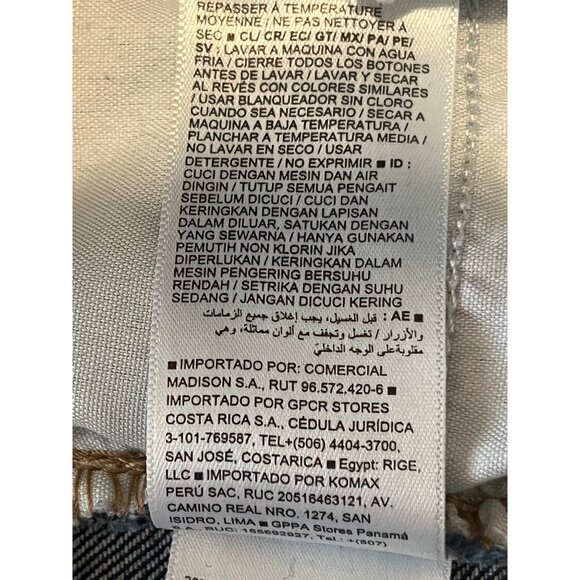 REPASSER À TEMPÉRATURE
MOYENNE / NE PAS NETTOYER À
SEC ■ CL/ CR/ EC/ GT/ MX/ PA/ PE/
SV : LAVAR A MAQUINA CON AGUA
FRIA / CIERRE TODOS LOS BOTONES
ANTES DE LAVAR / LAVAR Y SECAR
AL REVÉS CON COLORES SIMILARES
/ USAR BLANQUEADOR SIN CLORO
CUANDO SEA NECESARIO / SECAR A
MAQUINA A BAJA TEMPERATURA /
PLANCHAR A TEMPERATURA MEDIA /
NO LAVAR EN SECO / USAR
DETERGENTE / NO EXPRIMIR ■ ID :
CUCI DENGAN MESIN DAN AIR
DINGIN / TUTUP SEMUA PENGAIT
SEBELUM DICUCI / CUCI DAN
KERINGKAN DENGAN LAPISAN
DALAM DILUAR, SATUKAN DENGAN
YANG SEWARNA / HANYA GUNAKAN
PEMUTIH NON KLORIN JIKA
DIPERLUKAN / KERINGKAN DALAM
MESIN PENGERING BERSUHU
RENDAH / SETRIKA DENGAN SUHU
SEDANG / JANGAN DICUCI KERING
■ AE : قبل الغسيل، يجب إغلاق جميع الزمامات
والأزرار / تغسل وتجفف مع ألوان مماثلة، وهي
مقلوبة على الوجه الداخليّ
■ IMPORTADO POR: COMERCIAL
MADISON S.A., RUT 96.572.420-6 ■
IMPORTADO POR GPCR STORES
COSTA RICA S.A., CÉDULA JURÍDICA
3-101-769587, TEL+(506) 4404-3700,
SAN JOSÉ, COSTARICA ■ Egypt: RIGE,
LLC ■ IMPORTADO POR KOMAX
PERÚ SAC, RUC 20516463121, AV.
CAMINO REAL NRO. 1274, SAN
ISIDRO, LIMA ■ GPPA Stores Panamá
S.A., RUC: 155692927, Tel: +(507)